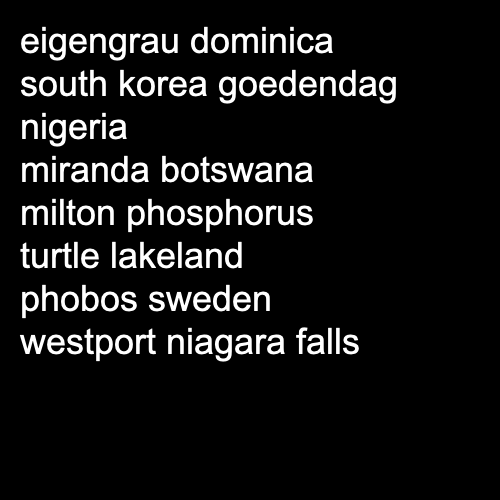 eigengrau dominica
south korea goedendag
nigeria
miranda botswana
milton phosphorus
turtle lakeland
phobos sweden
westport niagara falls